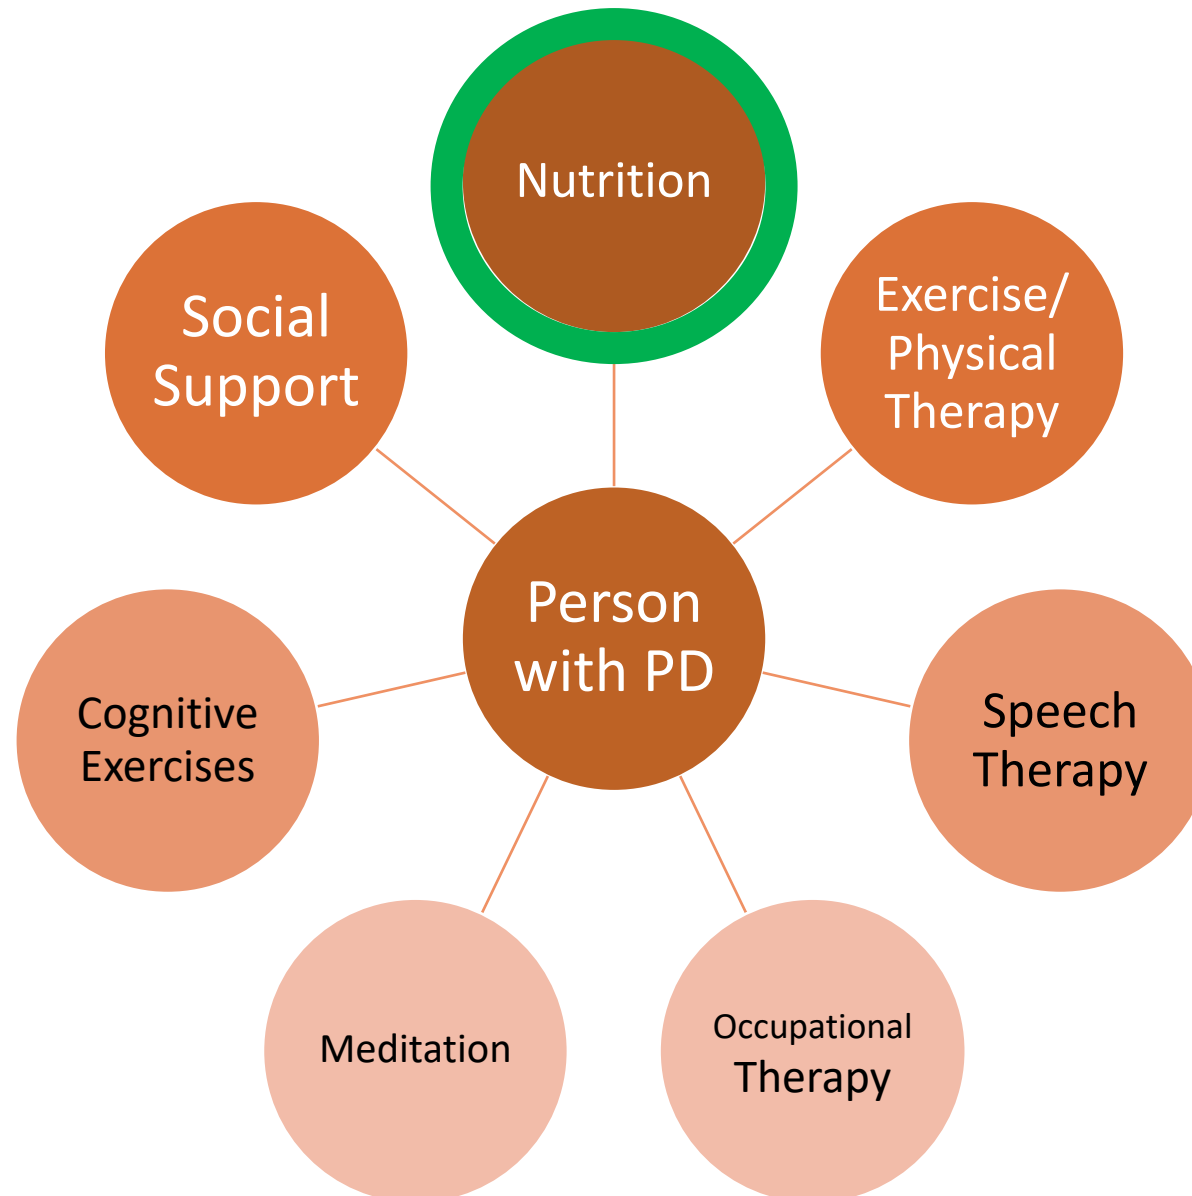 Nutrition
Social
Support
Exercise/
Physical
Therapy
Person
with PD
Cognitive
Exercises
Speech
Therapy
Meditation
Occupational
Therapy